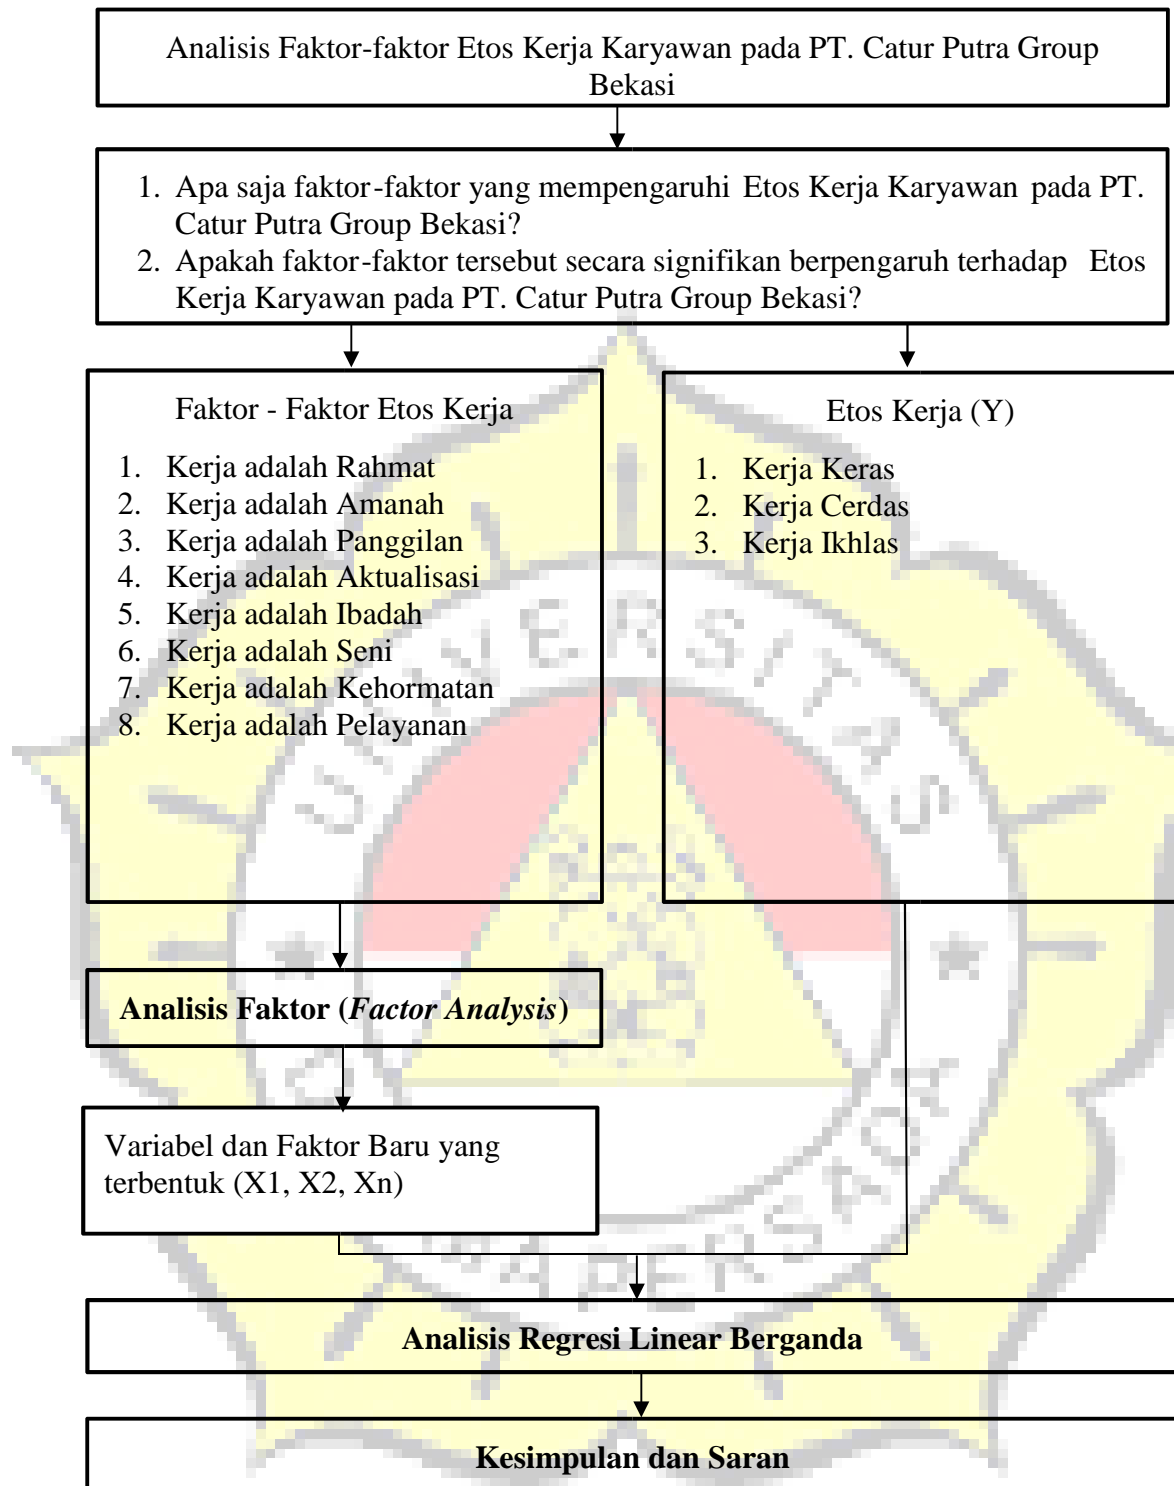 Analisis Faktor-faktor Etos Kerja Karyawan pada PT. Catur Putra Group
Bekasi
1. Apa saja faktor-faktor yang mempengaruhi Etos Kerja Karyawan pada PT.
Catur Putra Group Bekasi?
2. Apakah faktor-faktor tersebut secara signifikan berpengaruh terhadap Etos
Kerja Karyawan pada PT. Catur Putra Group Bekasi?
Faktor - Faktor Etos Kerja
1. Kerja adalah Rahmat
2. Kerja adalah Amanah
3. Kerja adalah Panggilan
4. Kerja adalah Aktualisasi
5. Kerja adalah Ibadah
6. Kerja adalah Seni
7. Kerja adalah Kehormatan
8. Kerja adalah Pelayanan
Etos Kerja (Y)
1. Kerja Keras
2. Kerja Cerdas
3. Kerja Ikhlas
Analisis Faktor (Factor Analysis)
Variabel dan Faktor Baru yang
terbentuk (X1, X2, Xn)
Analisis Regresi Linear Berganda
Kesimpulan dan Saran
UNIVERSITAS
PERSADA